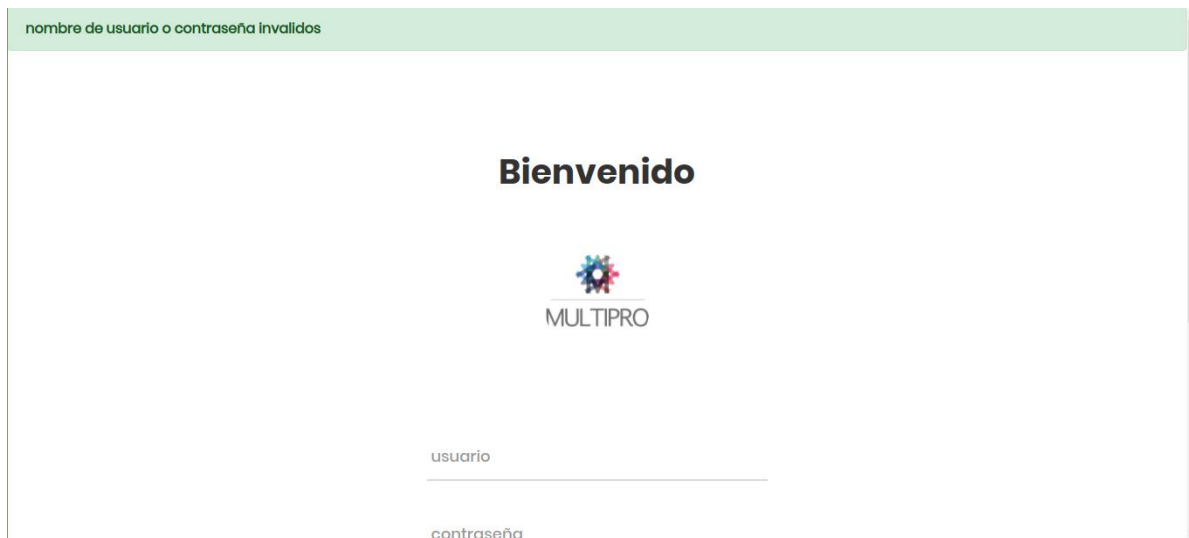 nombre de usuario o contraseña invalidos
Bienvenido
MULTIPRO
usuario
contraseña